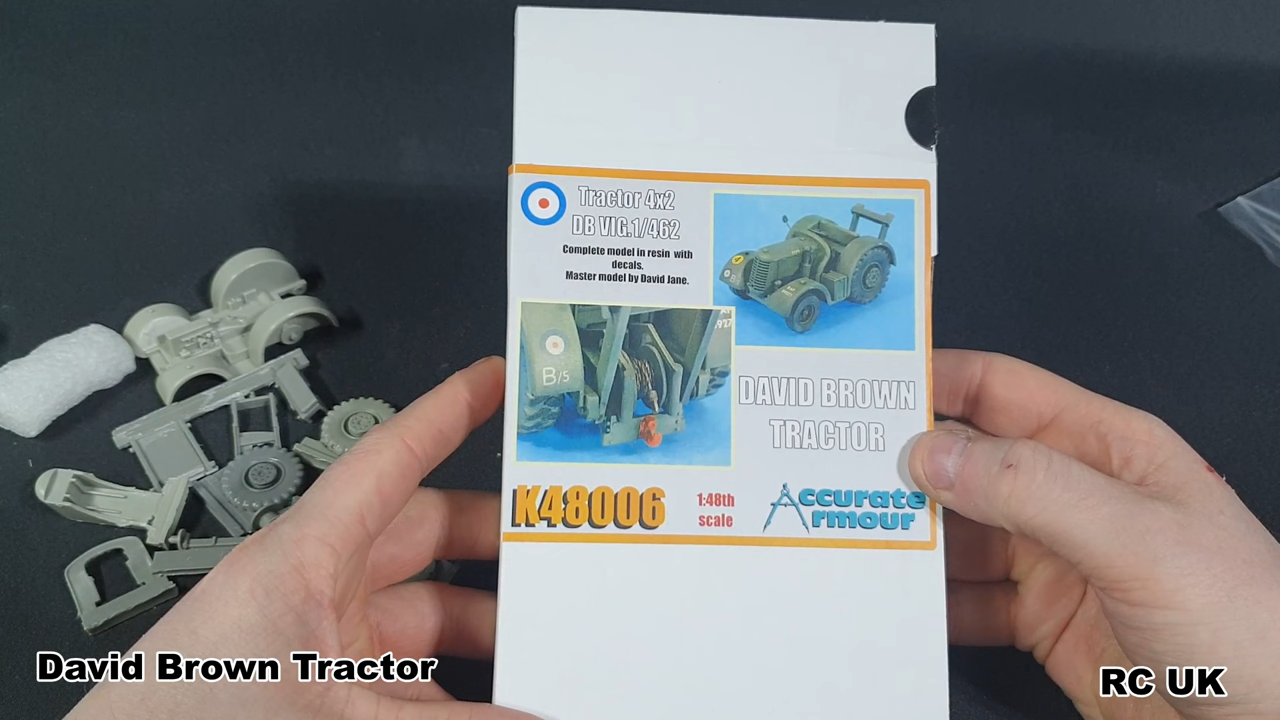 Tractor 4x2
DB VIG.1/462
Complete model in resin with
decals.
Master model by David Jane.
B/5
DAVID BROWN
TRACTOR
K48006
1:48th
scale
Accurate
Armour
David Brown Tractor
RC UK